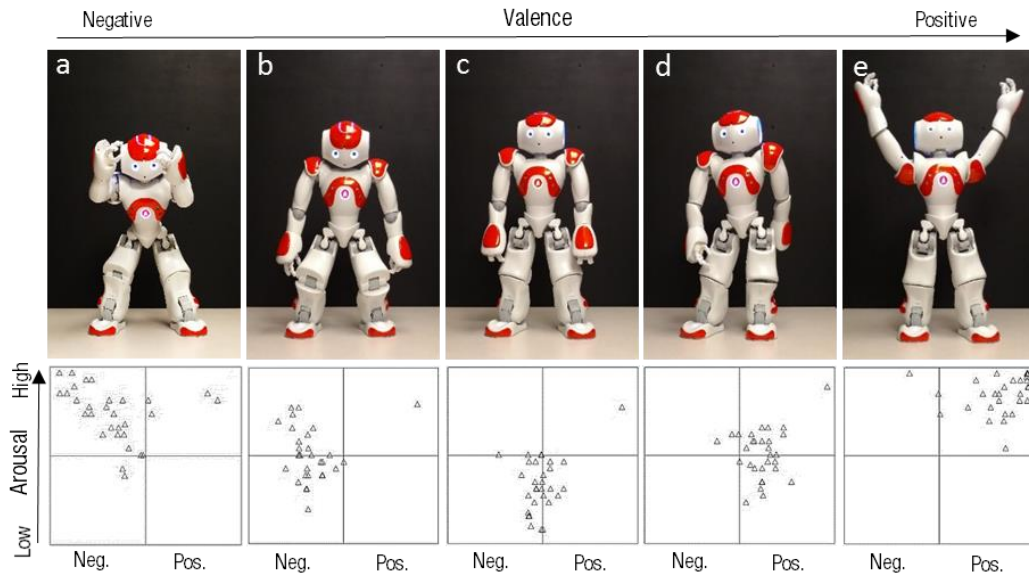 Negative Valence Positive
a b c d e
High
Arousal
Low
Neg. Pos. Neg. Pos. Neg. Pos. Neg. Pos. Neg. Pos.